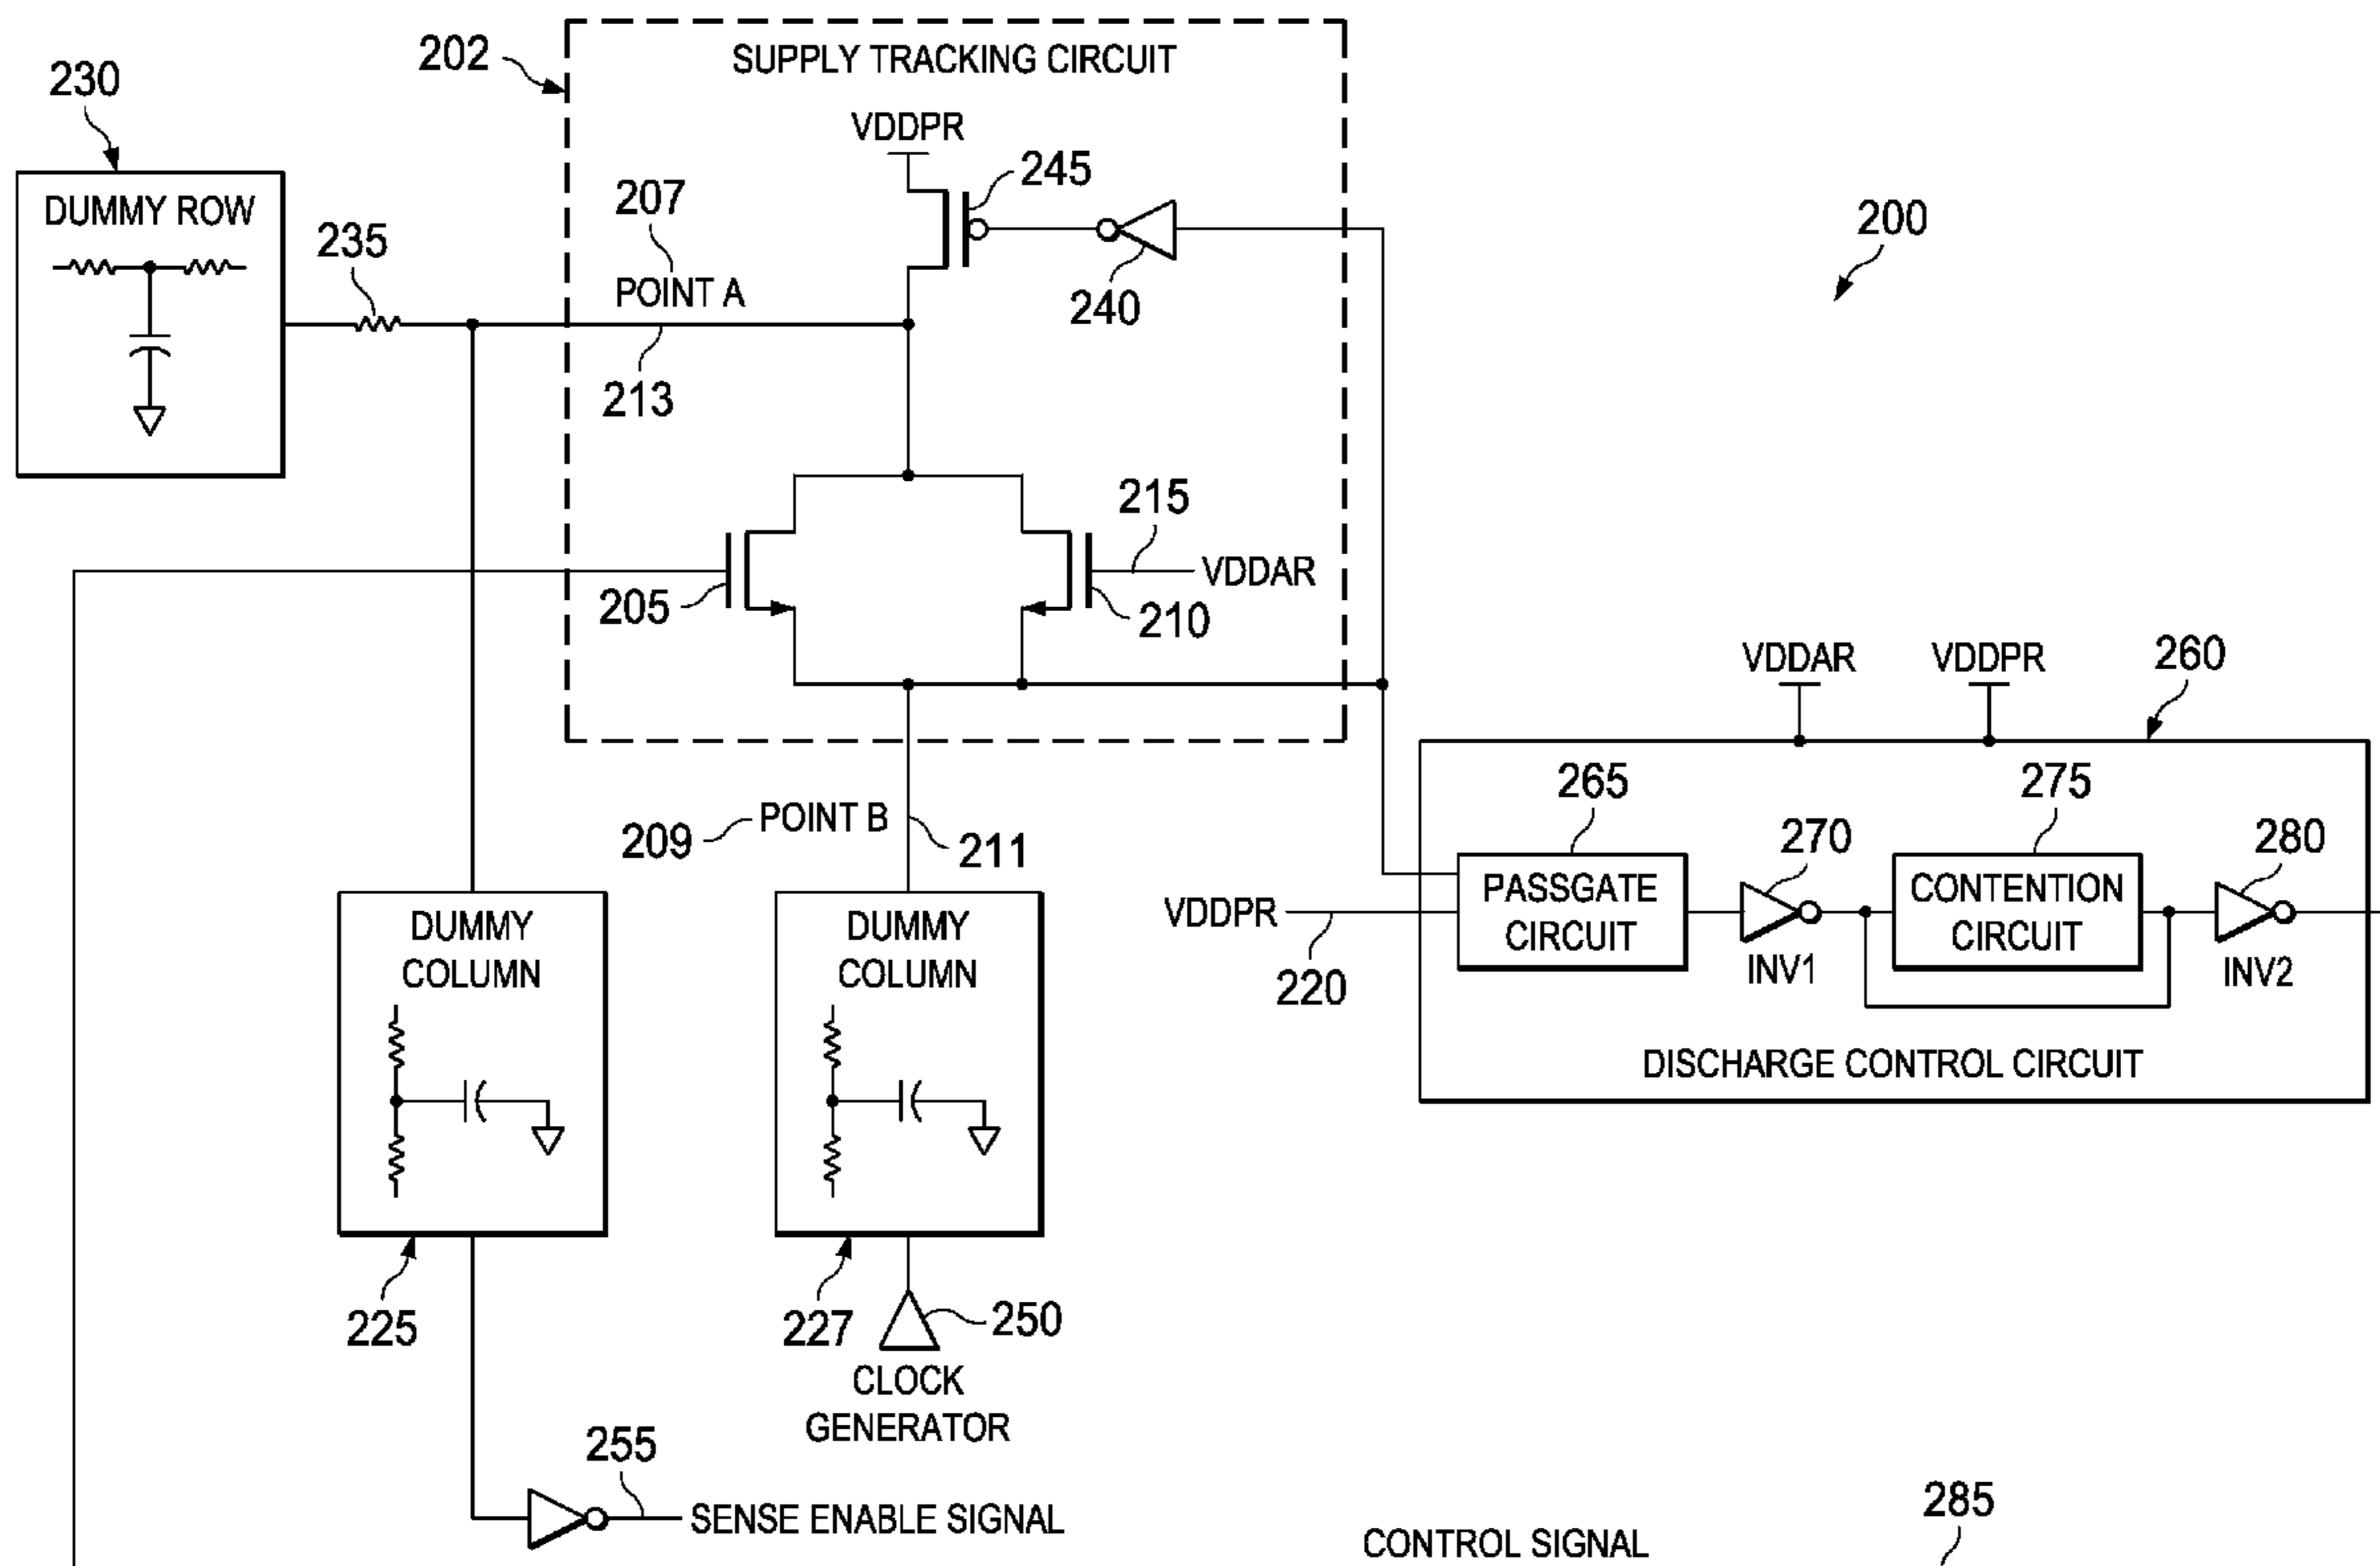 202
SUPPLY TRACKING CIRCUIT
230
VDDPR
245
DUMMY ROW
207
200
235
POINT A
240
213
215
VDDAR
205
210
VDDAR
VDDPR
260
265
275
209
POINT B
211
270
280
DUMMY
COLUMN
DUMMY
COLUMN
VDDPR
220
PASSGATE
CIRCUIT
INV1
CONTENTION
CIRCUIT
INV2
DISCHARGE CONTROL CIRCUIT
225
227
250
CLOCK
GENERATOR
255
SENSE ENABLE SIGNAL
285
CONTROL SIGNAL